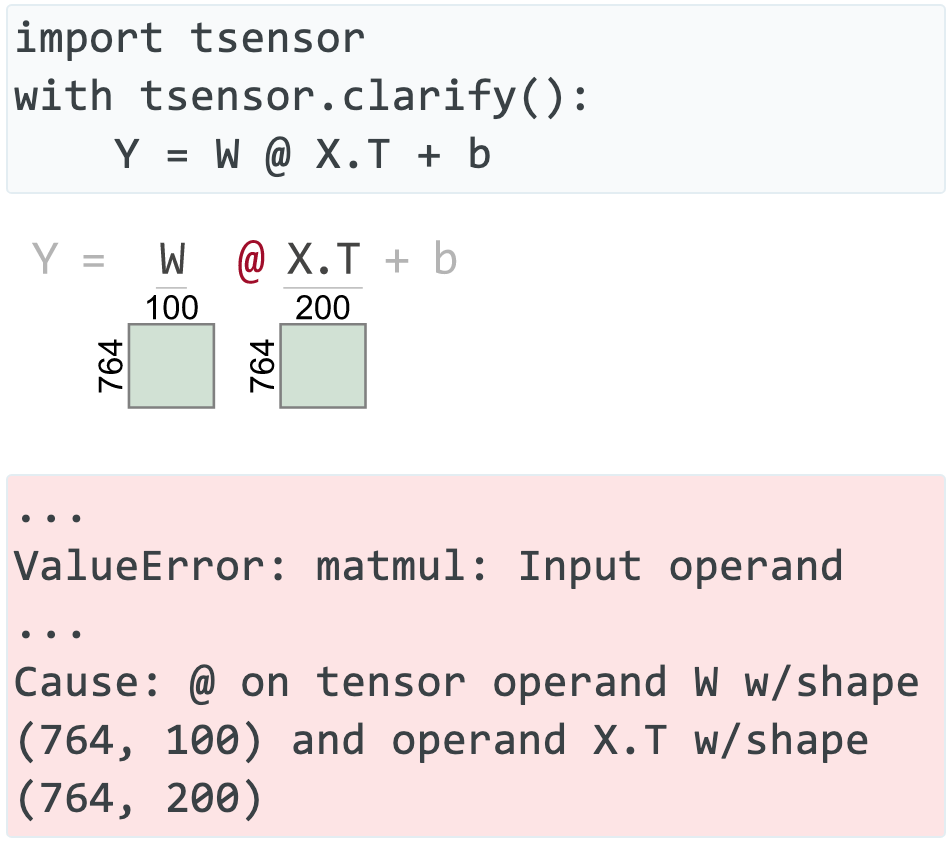 import tsensor
with tsensor.clarify():
    Y = W @ X.T + b
Y = W @ X.T + b
100 200
764 764
...
ValueError: matmul: Input operand
...
Cause: @ on tensor operand W w/shape
(764, 100) and operand X.T w/shape
(764, 200)